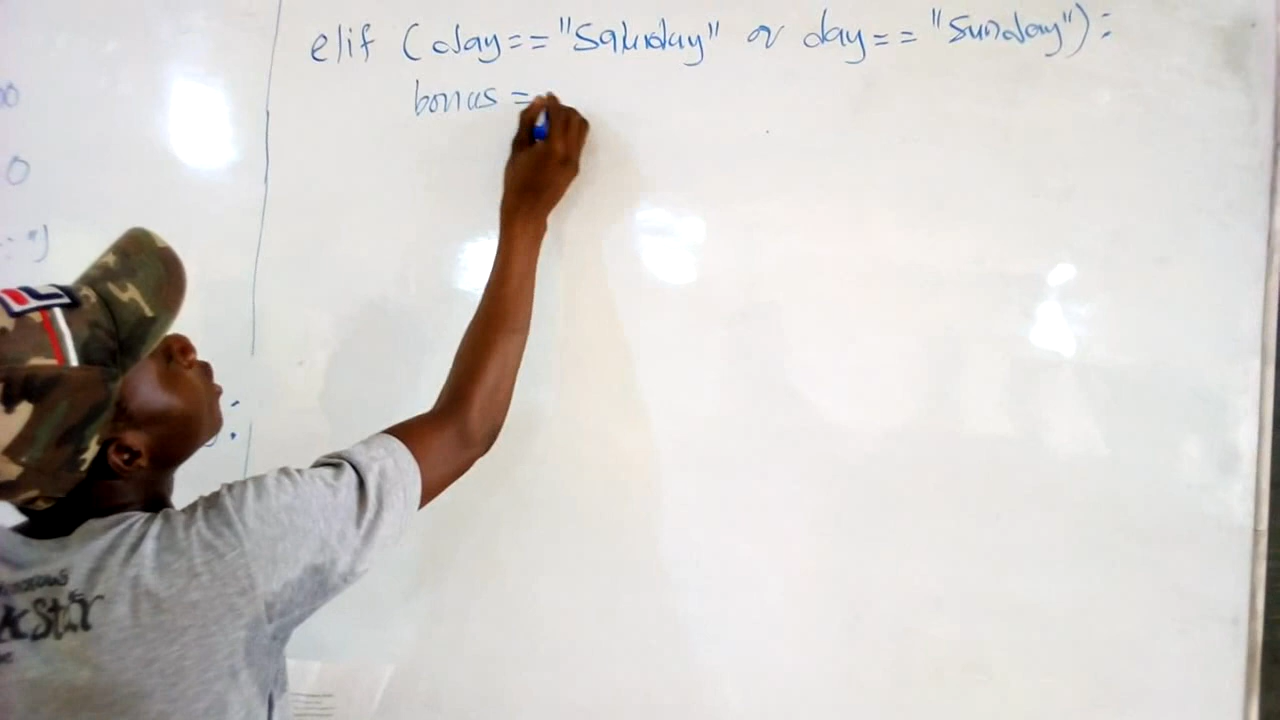 elif (day=="Saturday" or day=="Sunday"):
bonus =